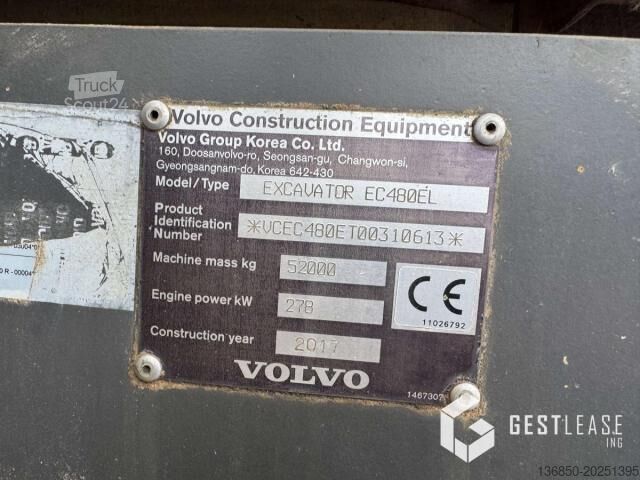 Truck
Scout24
Volvo Construction Equipment
Volvo Group Korea Co. Ltd.
160, Doosanvolvo-ro, Seongsan-gu, Changwon-si,
Gyeongsangnam-do, Korea 642-430
Model/Type EXCAVATOR EC480EL
Product
Identification
Number *VCEC480ET00310613*
Machine mass kg 52000
Engine power kW 278
CE
11026792
Construction year 2017
VOLVO
GESTLEASE
ING
136850-20251395